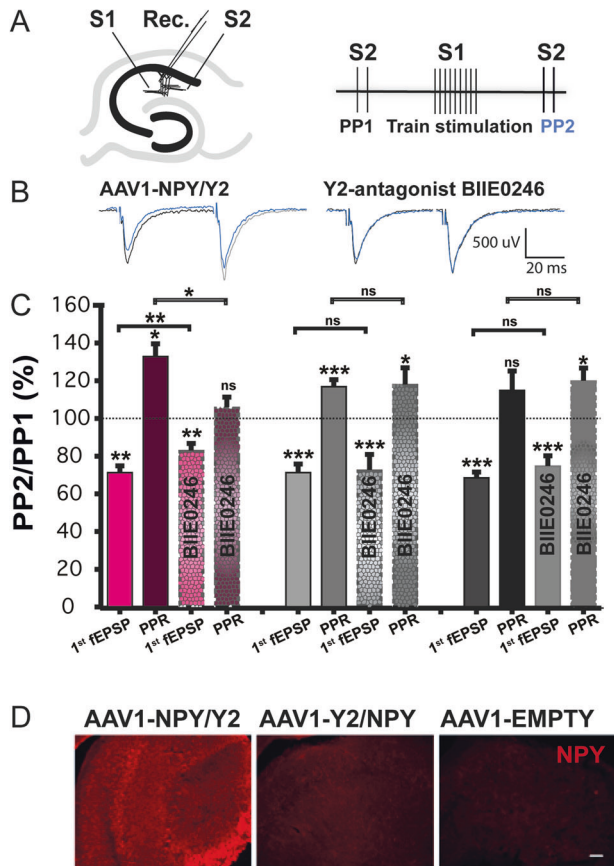 A
S1 Rec. S2
S2 S1 S2
PP1 Train stimulation PP2
B
AAV1-NPY/Y2 Y2-antagonist BIIE0246
500 uV
20 ms
C
PP2/PP1 (%)
160
140
120
100
80
60
40
20
0
* ns ns
** ns ns
** * ** ns *** *** *** * *** ns *** *
BIIE0246 BIIE0246 BIIE0246 BIIE0246 BIIE0246 BIIE0246
1st fEPSP PPR 1st fEPSP PPR 1st fEPSP PPR 1st fEPSP PPR 1st fEPSP PPR 1st fEPSP PPR
D
AAV1-NPY/Y2 AAV1-Y2/NPY AAV1-EMPTY
NPY